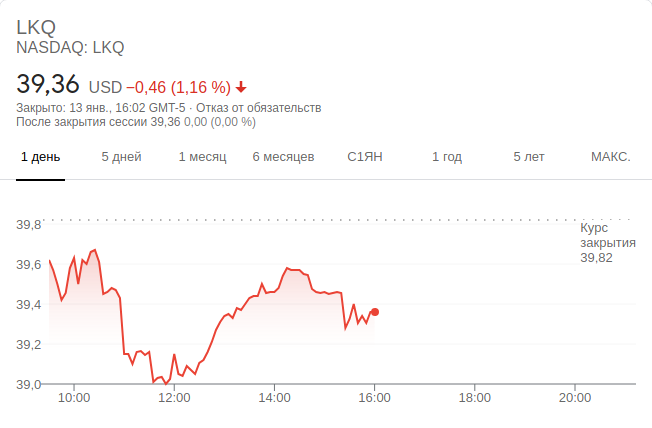 LKQ
NASDAQ: LKQ
39,36 USD −0,46 (1,16 %)
Закрыто: 13 янв., 16:02 GMT-5 · Отказ от обязательств
После закрытия сессии 39,36 0,00 (0,00 %)
1 день 5 дней 1 месяц 6 месяцев С1ЯН 1 год 5 лет МАКС.
39,8
Курс
закрытия
39,82
39,6
39,4
39,2
39,0
10:00 12:00 14:00 16:00 18:00 20:00